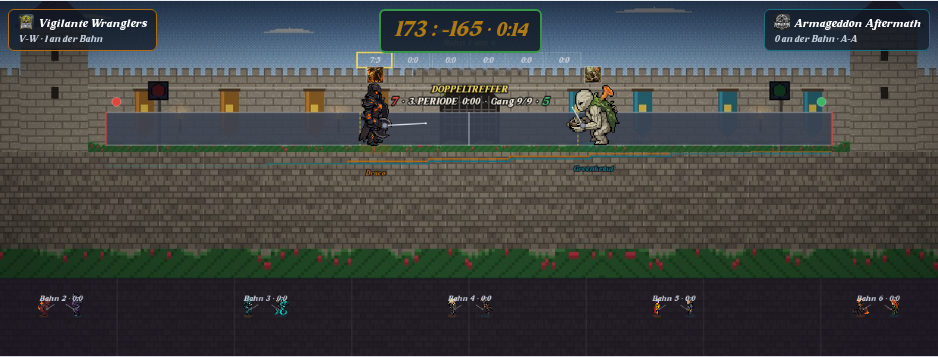 Vigilante Wranglers
V-W · 1 an der Bahn
173 : -165 · 0:14
Armageddon Aftermath
0 an der Bahn · A-A
7:5
0:0
0:0
0:0
0:0
0:0
DOPPELTREFFER
7 · 3. PERIODE 0:00 · Gang 9/9 · 5
Bahn 2 · 0:0
Bahn 3 · 0:0
Bahn 4 · 0:0
Bahn 5 · 0:0
Bahn 6 · 0:0